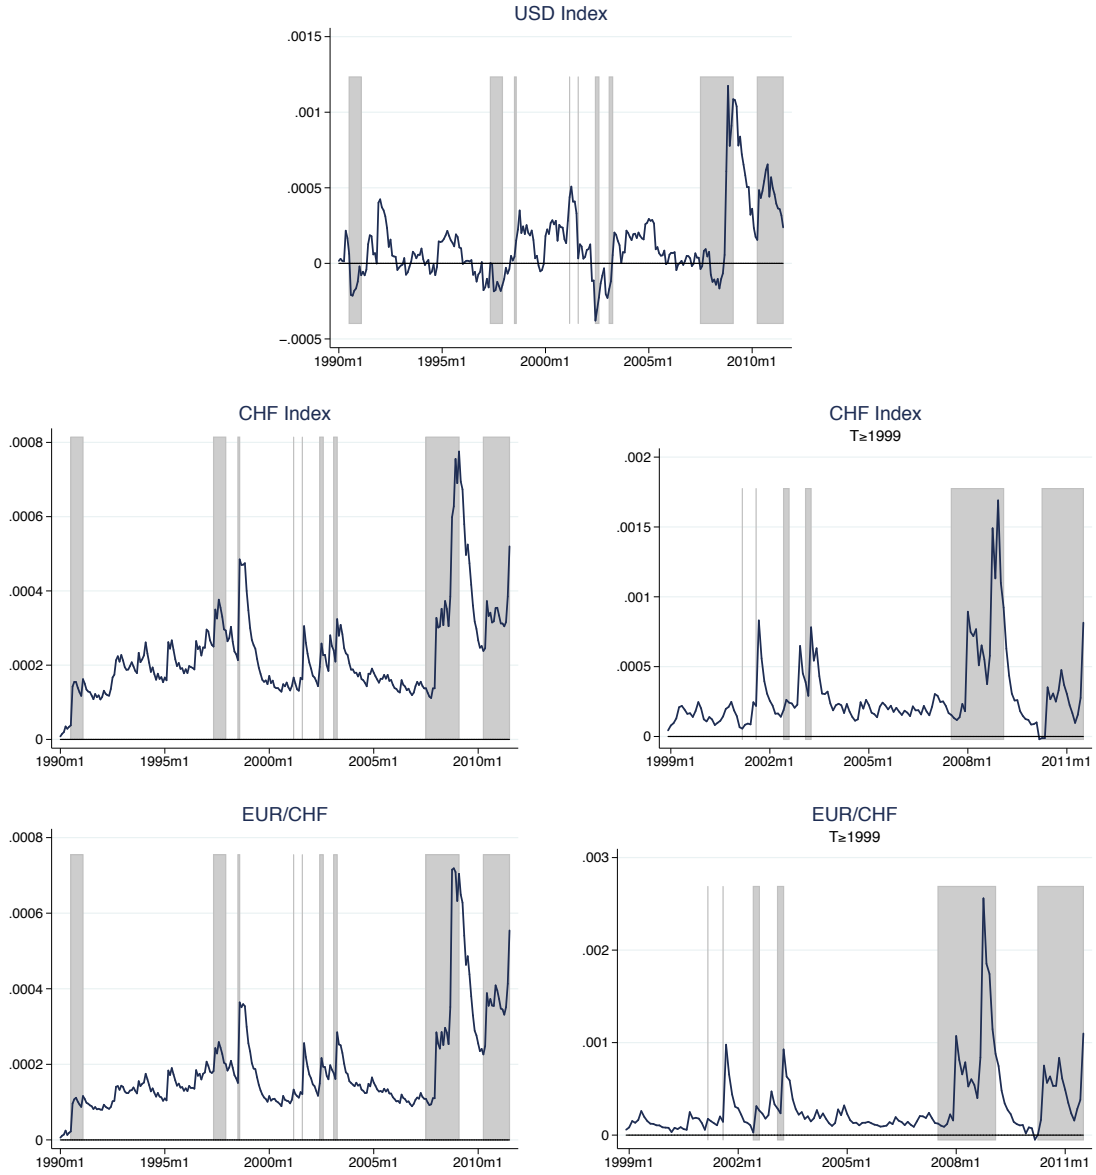 USD Index
.0015
.001
.0005
0
−.0005
1990m1 1995m1 2000m1 2005m1 2010m1
CHF Index
.0008
.0006
.0004
.0002
0
1990m1 1995m1 2000m1 2005m1 2010m1
CHF Index
T≥1999
.002
.0015
.001
.0005
0
1999m1 2002m1 2005m1 2008m1 2011m1
EUR/CHF
.0008
.0006
.0004
.0002
0
1990m1 1995m1 2000m1 2005m1 2010m1
EUR/CHF
T≥1999
.003
.002
.001
0
1999m1 2002m1 2005m1 2008m1 2011m1